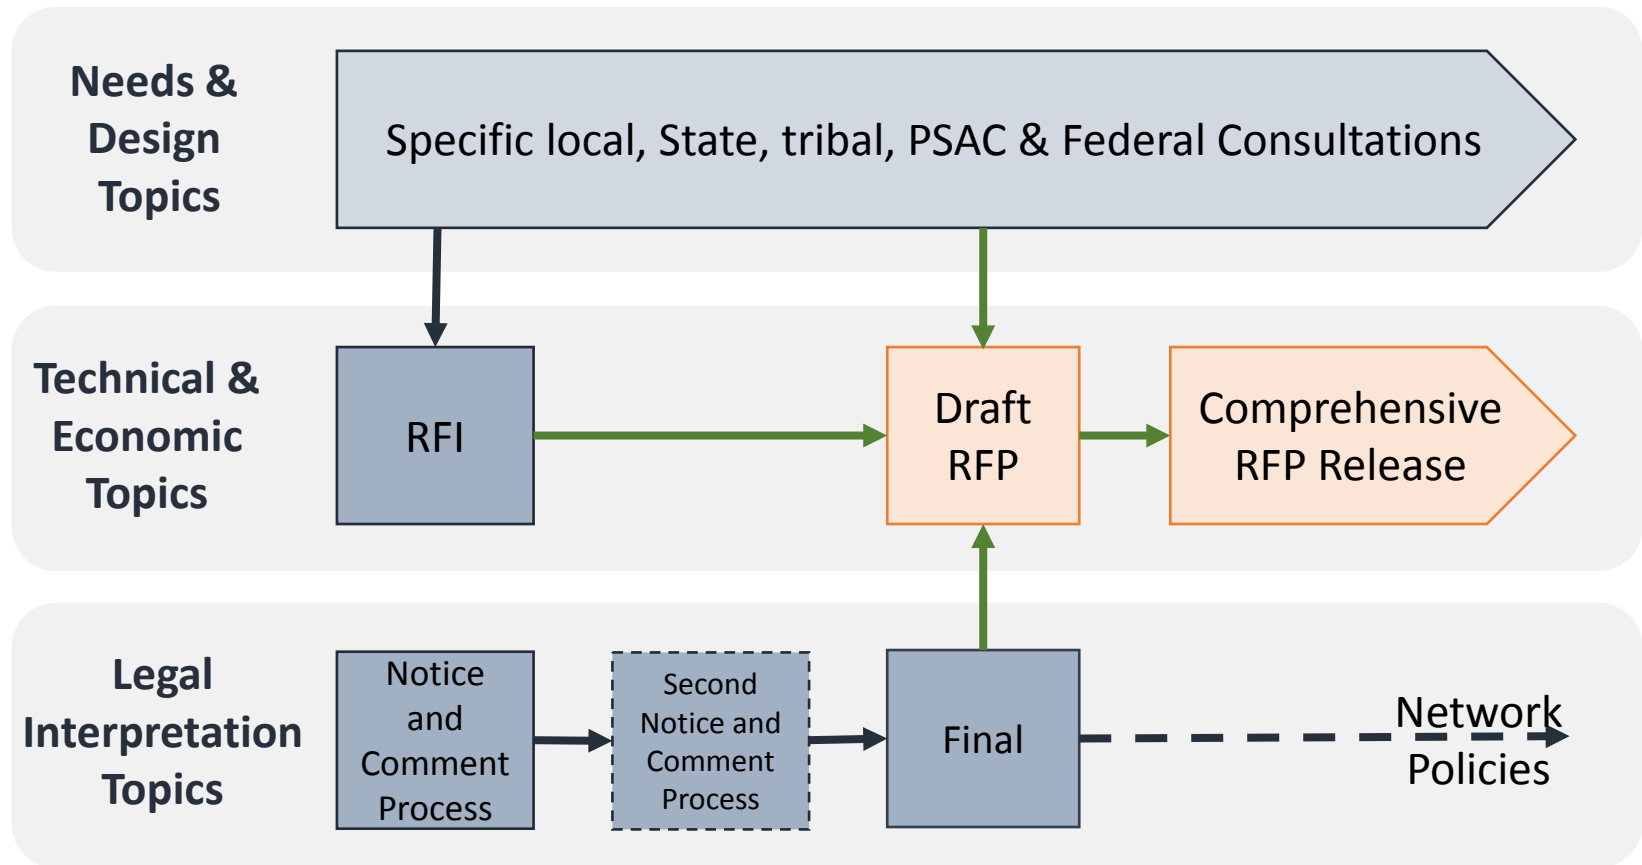 Needs &
Design
Topics
Specific local, State, tribal, PSAC & Federal Consultations
Technical &
Economic
Topics
RFI
Draft
RFP
Comprehensive
RFP Release
Legal
Interpretation
Topics
Notice
and
Comment
Process
Second
Notice and
Comment
Process
Final
Network
Policies